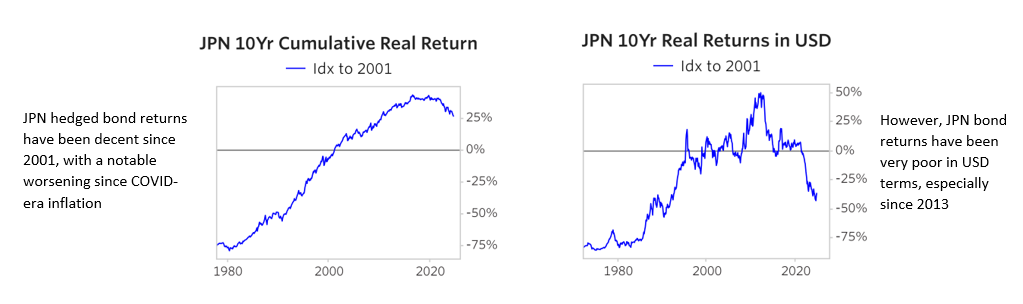 JPN 10Yr Cumulative Real Return
Idx to 2001
JPN hedged bond returns
have been decent since
2001, with a notable
worsening since COVID-
era inflation
25%
0%
-25%
-50%
-75%
1980 2000 2020
JPN 10Yr Real Returns in USD
Idx to 2001
50%
25%
0%
-25%
-50%
-75%
1980 2000 2020
However, JPN bond
returns have been
very poor in USD
terms, especially
since 2013